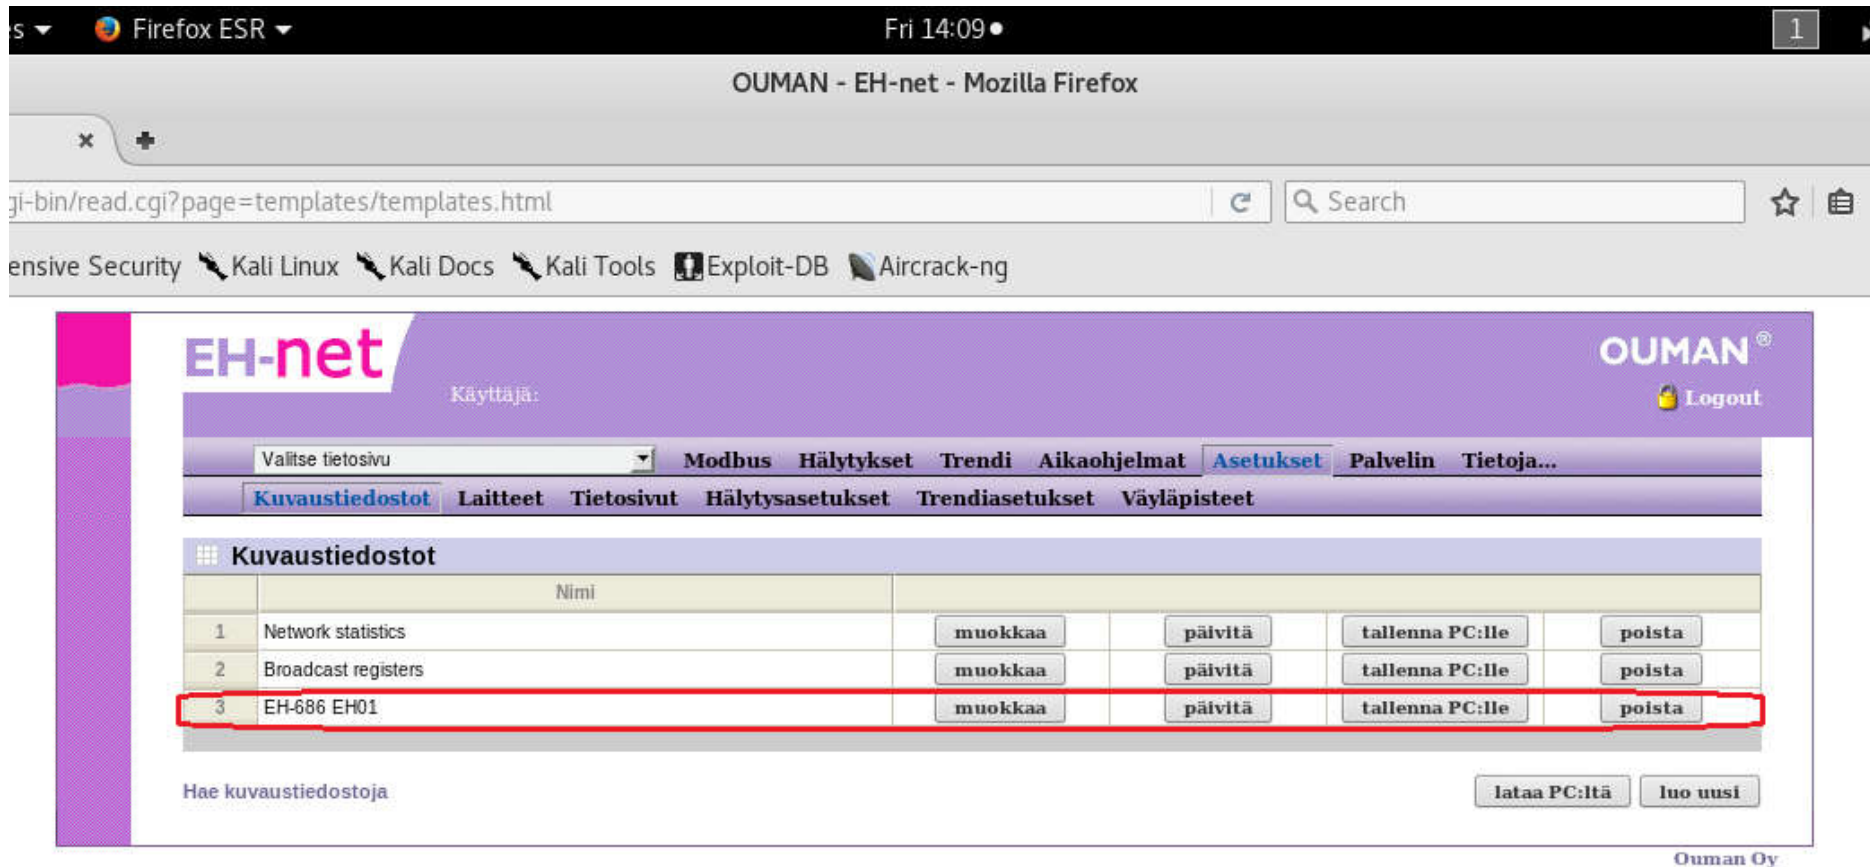 Firefox ESR Fri 14:09 1
OUMAN - EH-net - Mozilla Firefox
gi-bin/read.cgi?page=templates/templates.html Search
ensive Security Kali Linux Kali Docs Kali Tools Exploit-DB Aircrack-ng
EH-net OUMAN®
Käyttäjä: Logout
Valitse tietosivu Modbus Hälytykset Trendi Aikaohjelmat Asetukset Palvelin Tietoja...
Kuvaustiedostot Laitteet Tietosivut Hälytysasetukset Trendiasetukset Väyläpisteet
Kuvaustiedostot
Nimi
1 Network statistics muokkaa päivitä tallenna PC:lle poista
2 Broadcast registers muokkaa päivitä tallenna PC:lle poista
3 EH-686 EH01 muokkaa päivitä tallenna PC:lle poista
Hae kuvaustiedostoja lataa PC:ltä luo uusi
Ouman Oy